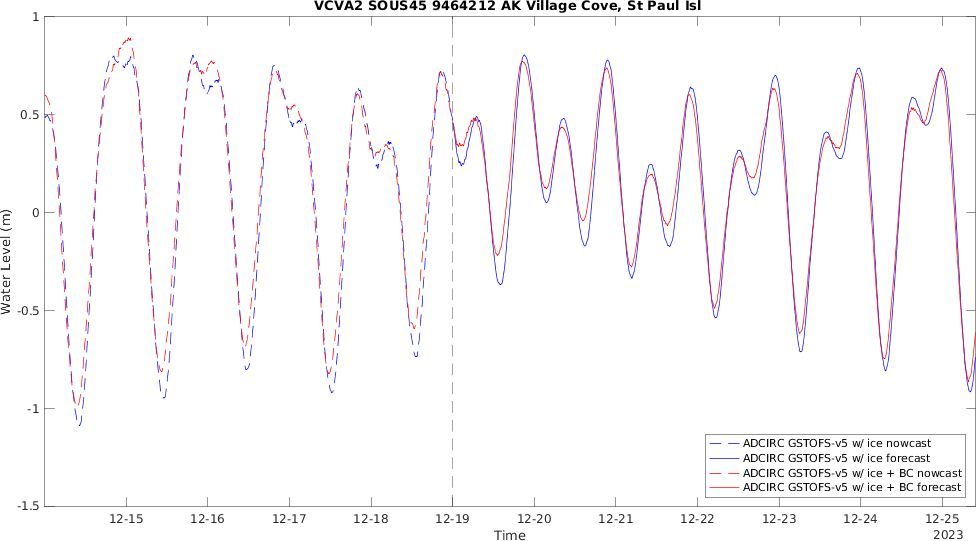 VCVA2 SOUS45 9464212 AK Village Cove, St Paul Isl
1
0.5
0
-0.5
-1
-1.5
Water Level (m)
ADCIRC GSTOFS-v5 w/ ice nowcast
ADCIRC GSTOFS-v5 w/ ice forecast
ADCIRC GSTOFS-v5 w/ ice + BC nowcast
ADCIRC GSTOFS-v5 w/ ice + BC forecast
12-15 12-16 12-17 12-18 12-19 12-20 12-21 12-22 12-23 12-24 12-25
Time 2023